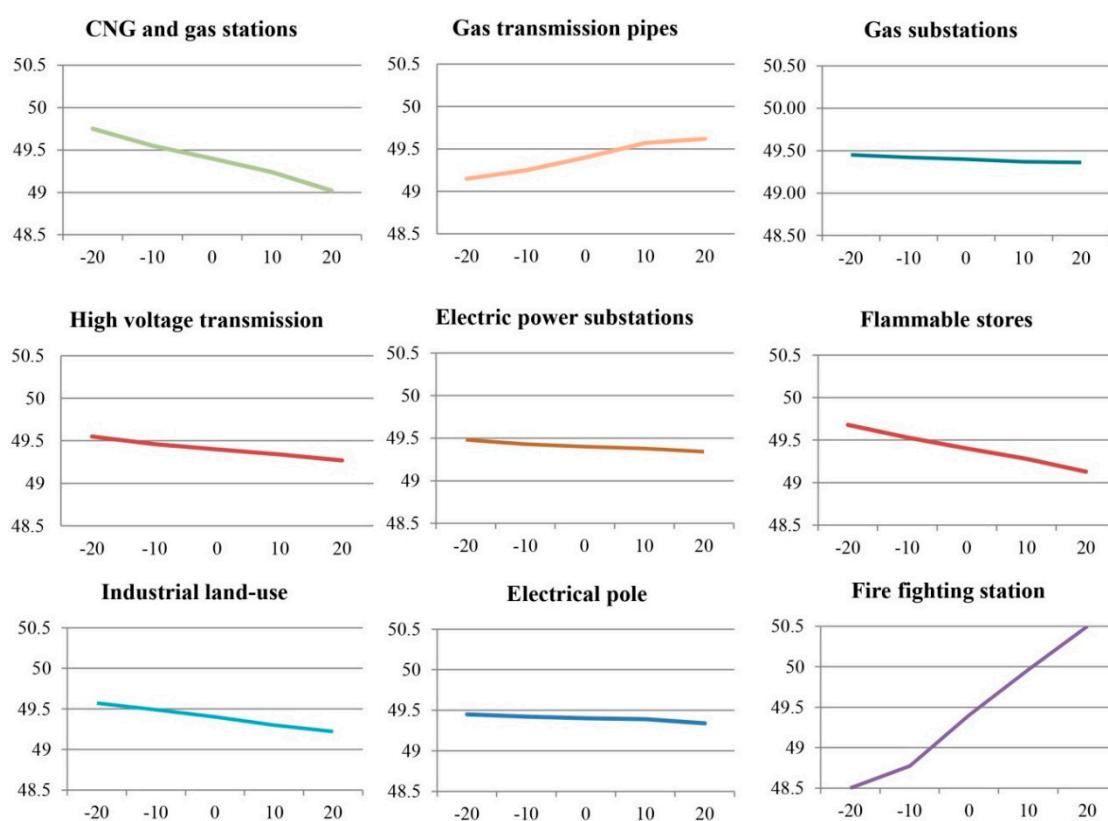 CNG and gas stations
50.5
50
49.5
49
48.5
-20 -10 0 10 20
Gas transmission pipes
50.5
50
49.5
49
48.5
-20 -10 0 10 20
Gas substations
50.50
50.00
49.50
49.00
48.50
-20 -10 0 10 20
High voltage transmission
50.5
50
49.5
49
48.5
-20 -10 0 10 20
Electric power substations
50.5
50
49.5
49
48.5
-20 -10 0 10 20
Flammable stores
50.5
50
49.5
49
48.5
-20 -10 0 10 20
Industrial land-use
50.5
50
49.5
49
48.5
-20 -10 0 10 20
Electrical pole
50.5
50
49.5
49
48.5
-20 -10 0 10 20
Fire fighting station
50.5
50
49.5
49
48.5
-20 -10 0 10 20